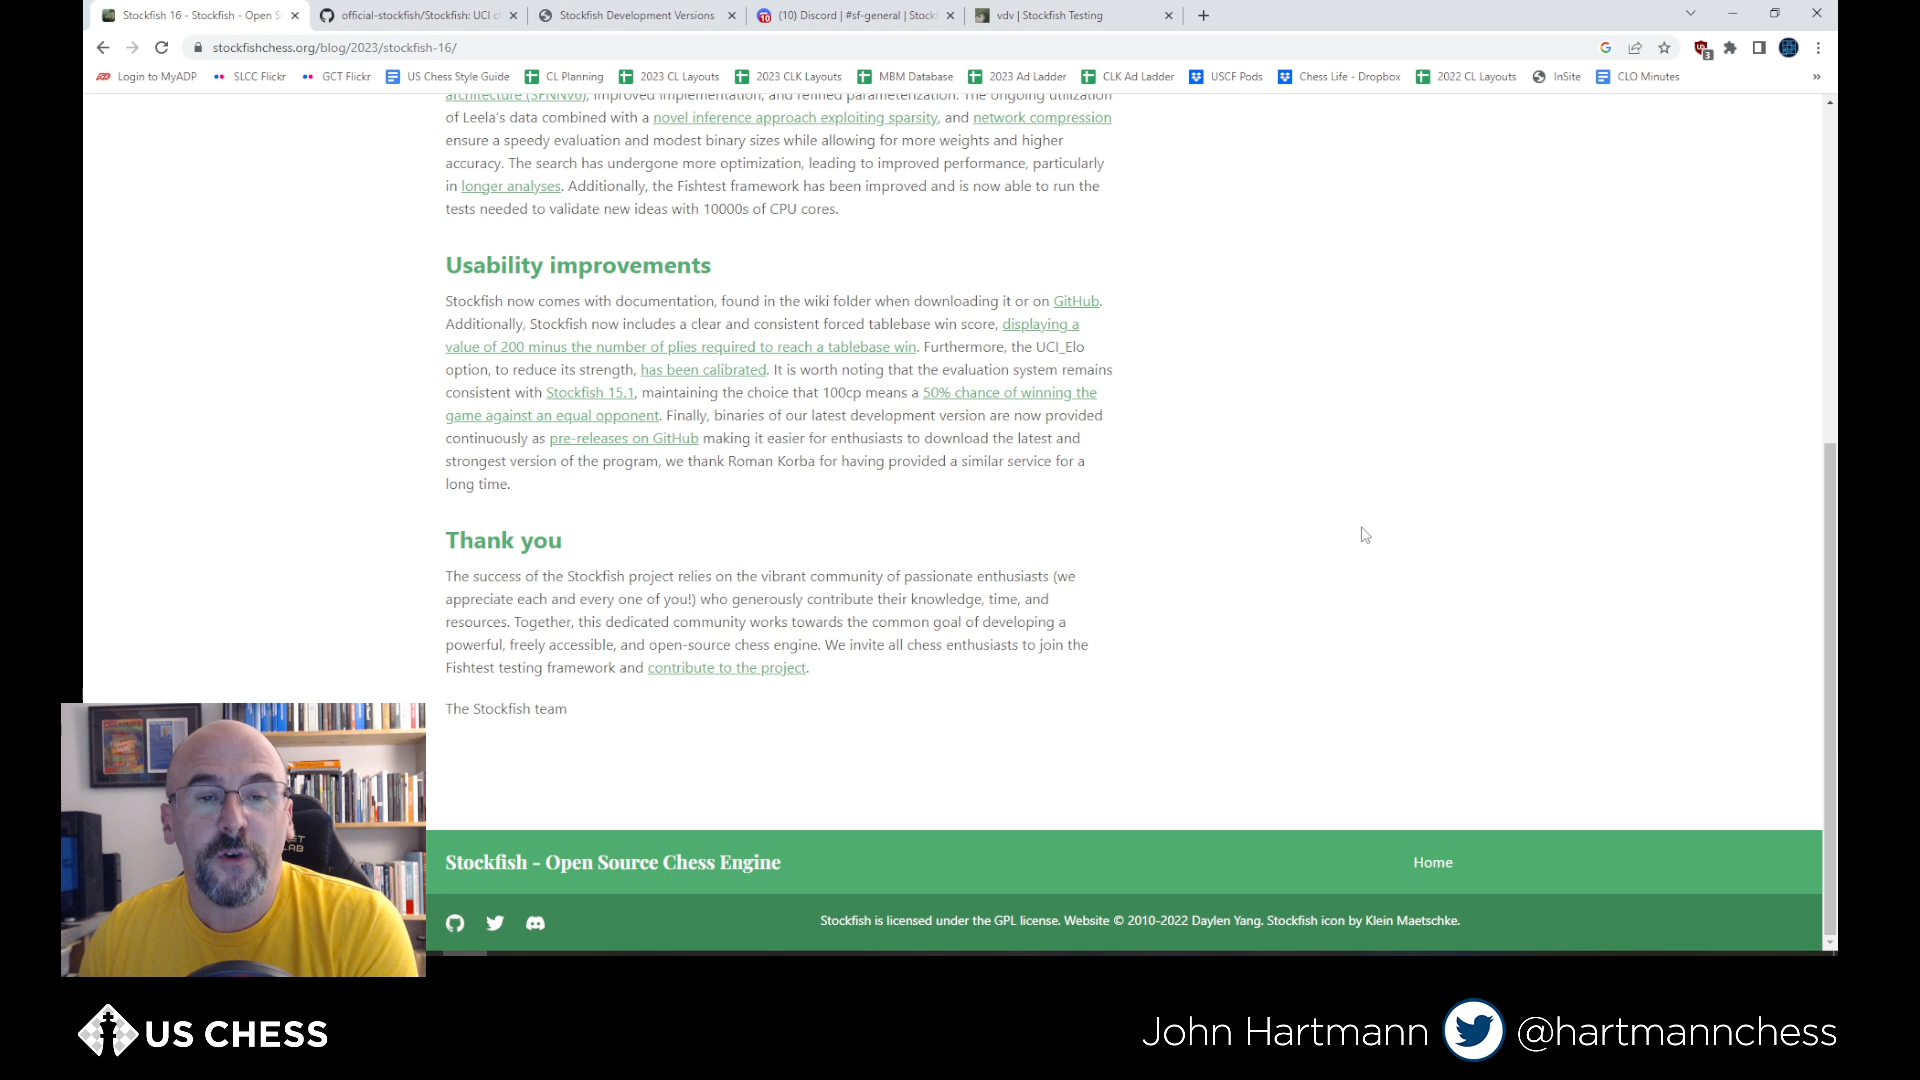 Stockfish 16 - Stockfish - Open S
official-stockfish/Stockfish: UCI c
Stockfish Development Versions
(10) Discord | #sf-general | Stock
vdv | Stockfish Testing
stockfishchess.org/blog/2023/stockfish-16/
Login to MyADP
SLCC Flickr
GCT Flickr
US Chess Style Guide
CL Planning
2023 CL Layouts
2023 CLK Layouts
MBM Database
2023 Ad Ladder
CLK Ad Ladder
USCF Pods
Chess Life - Dropbox
2022 CL Layouts
InSite
CLO Minutes
architecture (SFNNv6), improved implementation, and refined parameterization. The ongoing utilization
of Leela's data combined with a novel inference approach exploiting sparsity, and network compression
ensure a speedy evaluation and modest binary sizes while allowing for more weights and higher
accuracy. The search has undergone more optimization, leading to improved performance, particularly
in longer analyses. Additionally, the Fishtest framework has been improved and is now able to run the
tests needed to validate new ideas with 10000s of CPU cores.
Usability improvements
Stockfish now comes with documentation, found in the wiki folder when downloading it or on GitHub.
Additionally, Stockfish now includes a clear and consistent forced tablebase win score, displaying a
value of 200 minus the number of plies required to reach a tablebase win. Furthermore, the UCI_Elo
option, to reduce its strength, has been calibrated. It is worth noting that the evaluation system remains
consistent with Stockfish 15.1, maintaining the choice that 100cp means a 50% chance of winning the
game against an equal opponent. Finally, binaries of our latest development version are now provided
continuously as pre-releases on GitHub making it easier for enthusiasts to download the latest and
strongest version of the program, we thank Roman Korba for having provided a similar service for a
long time.
Thank you
The success of the Stockfish project relies on the vibrant community of passionate enthusiasts (we
appreciate each and every one of you!) who generously contribute their knowledge, time, and
resources. Together, this dedicated community works towards the common goal of developing a
powerful, freely accessible, and open-source chess engine. We invite all chess enthusiasts to join the
Fishtest testing framework and contribute to the project.
The Stockfish team
Stockfish - Open Source Chess Engine
Home
Stockfish is licensed under the GPL license. Website © 2010-2022 Daylen Yang. Stockfish icon by Klein Maetschke.
US CHESS
John Hartmann
@hartmannchess